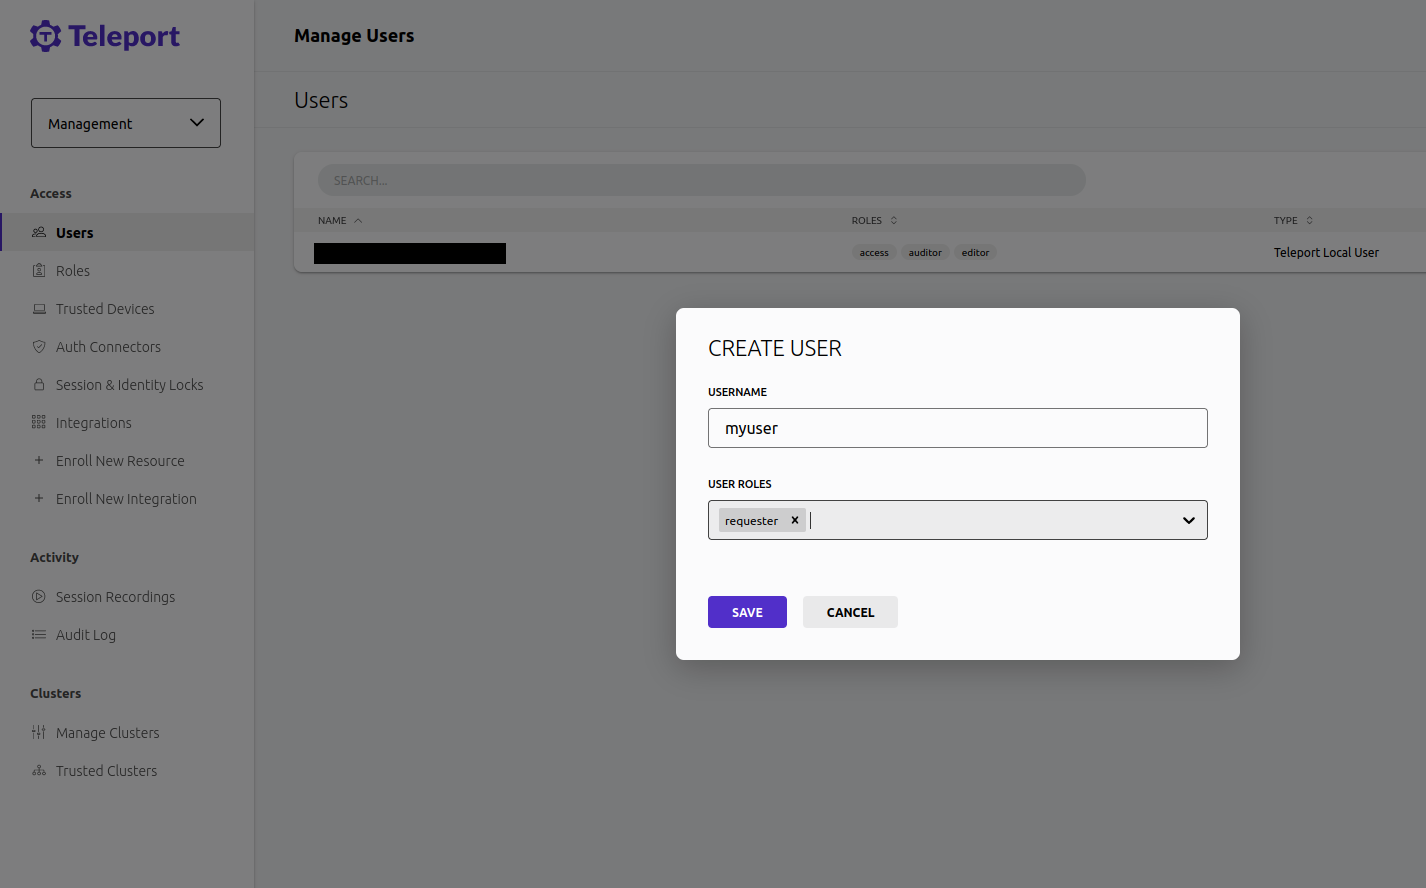 Teleport
Manage Users
Management
Users
SEARCH...
NAME ROLES TYPE
access auditor editor Teleport Local User
Access
Users
Roles
Trusted Devices
Auth Connectors
Session & Identity Locks
Integrations
+ Enroll New Resource
+ Enroll New Integration
Activity
Session Recordings
Audit Log
Clusters
Manage Clusters
Trusted Clusters
CREATE USER
USERNAME
myuser
USER ROLES
requester x
SAVE CANCEL